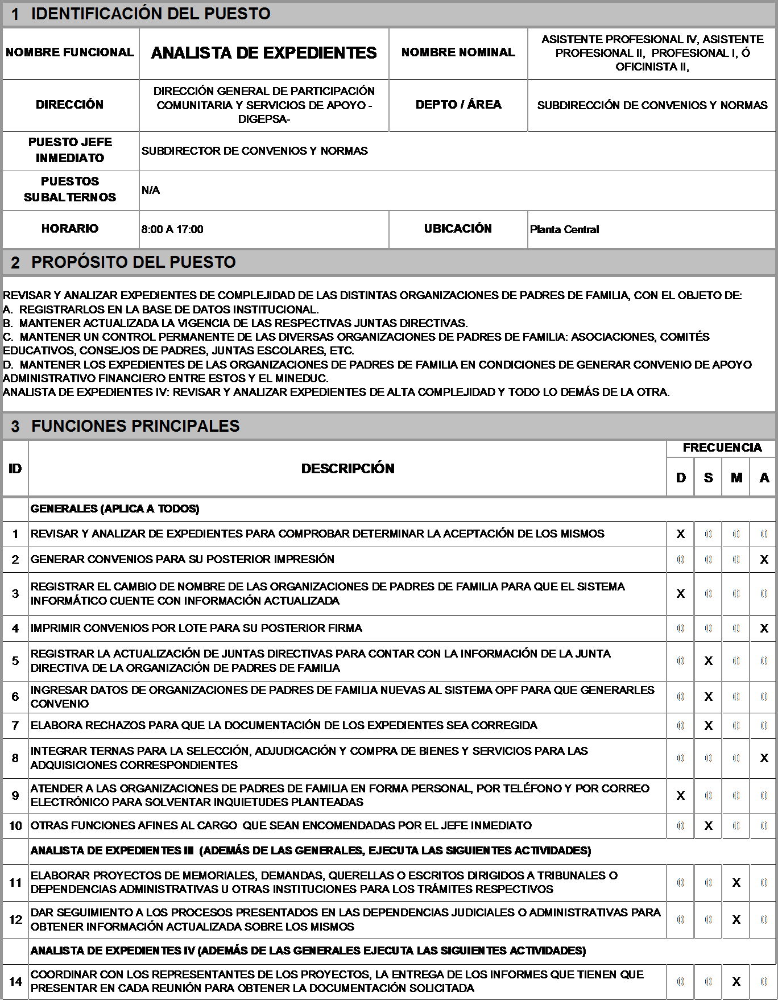 1 IDENTIFICACIÓN DEL PUESTO
NOMBRE FUNCIONAL
ANALISTA DE EXPEDIENTES
NOMBRE NOMINAL
ASISTENTE PROFESIONAL IV, ASISTENTE
PROFESIONAL II, PROFESIONAL I, Ó
OFICINISTA II,
DIRECCIÓN
DIRECCIÓN GENERAL DE PARTICIPACIÓN
COMUNITARIA Y SERVICIOS DE APOYO -
DIGEPSA-
DEPTO / ÁREA
SUBDIRECCIÓN DE CONVENIOS Y NORMAS
PUESTO JEFE
INMEDIATO
SUBDIRECTOR DE CONVENIOS Y NORMAS
PUESTOS
SUBALTERNOS
N/A
HORARIO
8:00 A 17:00
UBICACIÓN
Planta Central
2 PROPÓSITO DEL PUESTO
REVISAR Y ANALIZAR EXPEDIENTES DE COMPLEJIDAD DE LAS DISTINTAS ORGANIZACIONES DE PADRES DE FAMILIA, CON EL OBJETO DE:
A. REGISTRARLOS EN LA BASE DE DATOS INSTITUCIONAL.
B. MANTENER ACTUALIZADA LA VIGENCIA DE LAS RESPECTIVAS JUNTAS DIRECTIVAS.
C. MANTENER UN CONTROL PERMANENTE DE LAS DIVERSAS ORGANIZACIONES DE PADRES DE FAMILIA: ASOCIACIONES, COMITÉS
EDUCATIVOS, CONSEJOS DE PADRES, JUNTAS ESCOLARES, ETC.
D. MANTENER LOS EXPEDIENTES DE LAS ORGANIZACIONES DE PADRES DE FAMILIA EN CONDICIONES DE GENERAR CONVENIO DE APOYO
ADMINISTRATIVO FINANCIERO ENTRE ESTOS Y EL MINEDUC.
ANALISTA DE EXPEDIENTES IV: REVISAR Y ANALIZAR EXPEDIENTES DE ALTA COMPLEJIDAD Y TODO LO DEMÁS DE LA OTRA.
3 FUNCIONES PRINCIPALES
ID
DESCRIPCIÓN
FRECUENCIA
D S M A
GENERALES (APLICA A TODOS)
1 REVISAR Y ANALIZAR DE EXPEDIENTES PARA COMPROBAR DETERMINAR LA ACEPTACIÓN DE LOS MISMOS X 0 0 0
2 GENERAR CONVENIOS PARA SU POSTERIOR IMPRESIÓN 0 0 0 X
3 REGISTRAR EL CAMBIO DE NOMBRE DE LAS ORGANIZACIONES DE PADRES DE FAMILIA PARA QUE EL SISTEMA
INFORMÁTICO CUENTE CON INFORMACIÓN ACTUALIZADA X 0 0 0
4 IMPRIMIR CONVENIOS POR LOTE PARA SU POSTERIOR FIRMA 0 0 0 X
5 REGISTRAR LA ACTUALIZACIÓN DE JUNTAS DIRECTIVAS PARA CONTAR CON LA INFORMACIÓN DE LA JUNTA
DIRECTIVA DE LA ORGANIZACIÓN DE PADRES DE FAMILIA 0 X 0 0
6 INGRESAR DATOS DE ORGANIZACIONES DE PADRES DE FAMILIA NUEVAS AL SISTEMA OPF PARA QUE GENERARLES
CONVENIO 0 X 0 0
7 ELABORA RECHAZOS PARA QUE LA DOCUMENTACIÓN DE LOS EXPEDIENTES SEA CORREGIDA 0 X 0 0
8 INTEGRAR TERNAS PARA LA SELECCIÓN, ADJUDICACIÓN Y COMPRA DE BIENES Y SERVICIOS PARA LAS
ADQUISICIONES CORRESPONDIENTES 0 0 0 X
9 ATENDER A LAS ORGANIZACIONES DE PADRES DE FAMILIA EN FORMA PERSONAL, POR TELÉFONO Y POR CORREO
ELECTRÓNICO PARA SOLVENTAR INQUIETUDES PLANTEADAS X 0 0 0
10 OTRAS FUNCIONES AFINES AL CARGO QUE SEAN ENCOMENDADAS POR EL JEFE INMEDIATO 0 X 0 0
ANALISTA DE EXPEDIENTES III (ADEMÁS DE LAS GENERALES, EJECUTA LAS SIGUIENTES ACTIVIDADES)
11 ELABORAR PROYECTOS DE MEMORIALES, DEMANDAS, QUERELLAS O ESCRITOS DIRIGIDOS A TRIBUNALES O
DEPENDENCIAS ADMINISTRATIVAS U OTRAS INSTITUCIONES PARA LOS TRÁMITES RESPECTIVOS 0 0 X 0
12 DAR SEGUIMIENTO A LOS PROCESOS PRESENTADOS EN LAS DEPENDENCIAS JUDICIALES O ADMINISTRATIVAS PARA
OBTENER INFORMACIÓN ACTUALIZADA SOBRE LOS MISMOS 0 0 X 0
ANALISTA DE EXPEDIENTES IV (ADEMÁS DE LAS GENERALES EJECUTA LAS SIGUIENTES ACTIVIDADES)
14 COORDINAR CON LOS REPRESENTANTES DE LOS PROYECTOS, LA ENTREGA DE LOS INFORMES QUE TIENEN QUE
PRESENTAR EN CADA REUNIÓN PARA OBTENER LA DOCUMENTACIÓN SOLICITADA 0 0 X 0